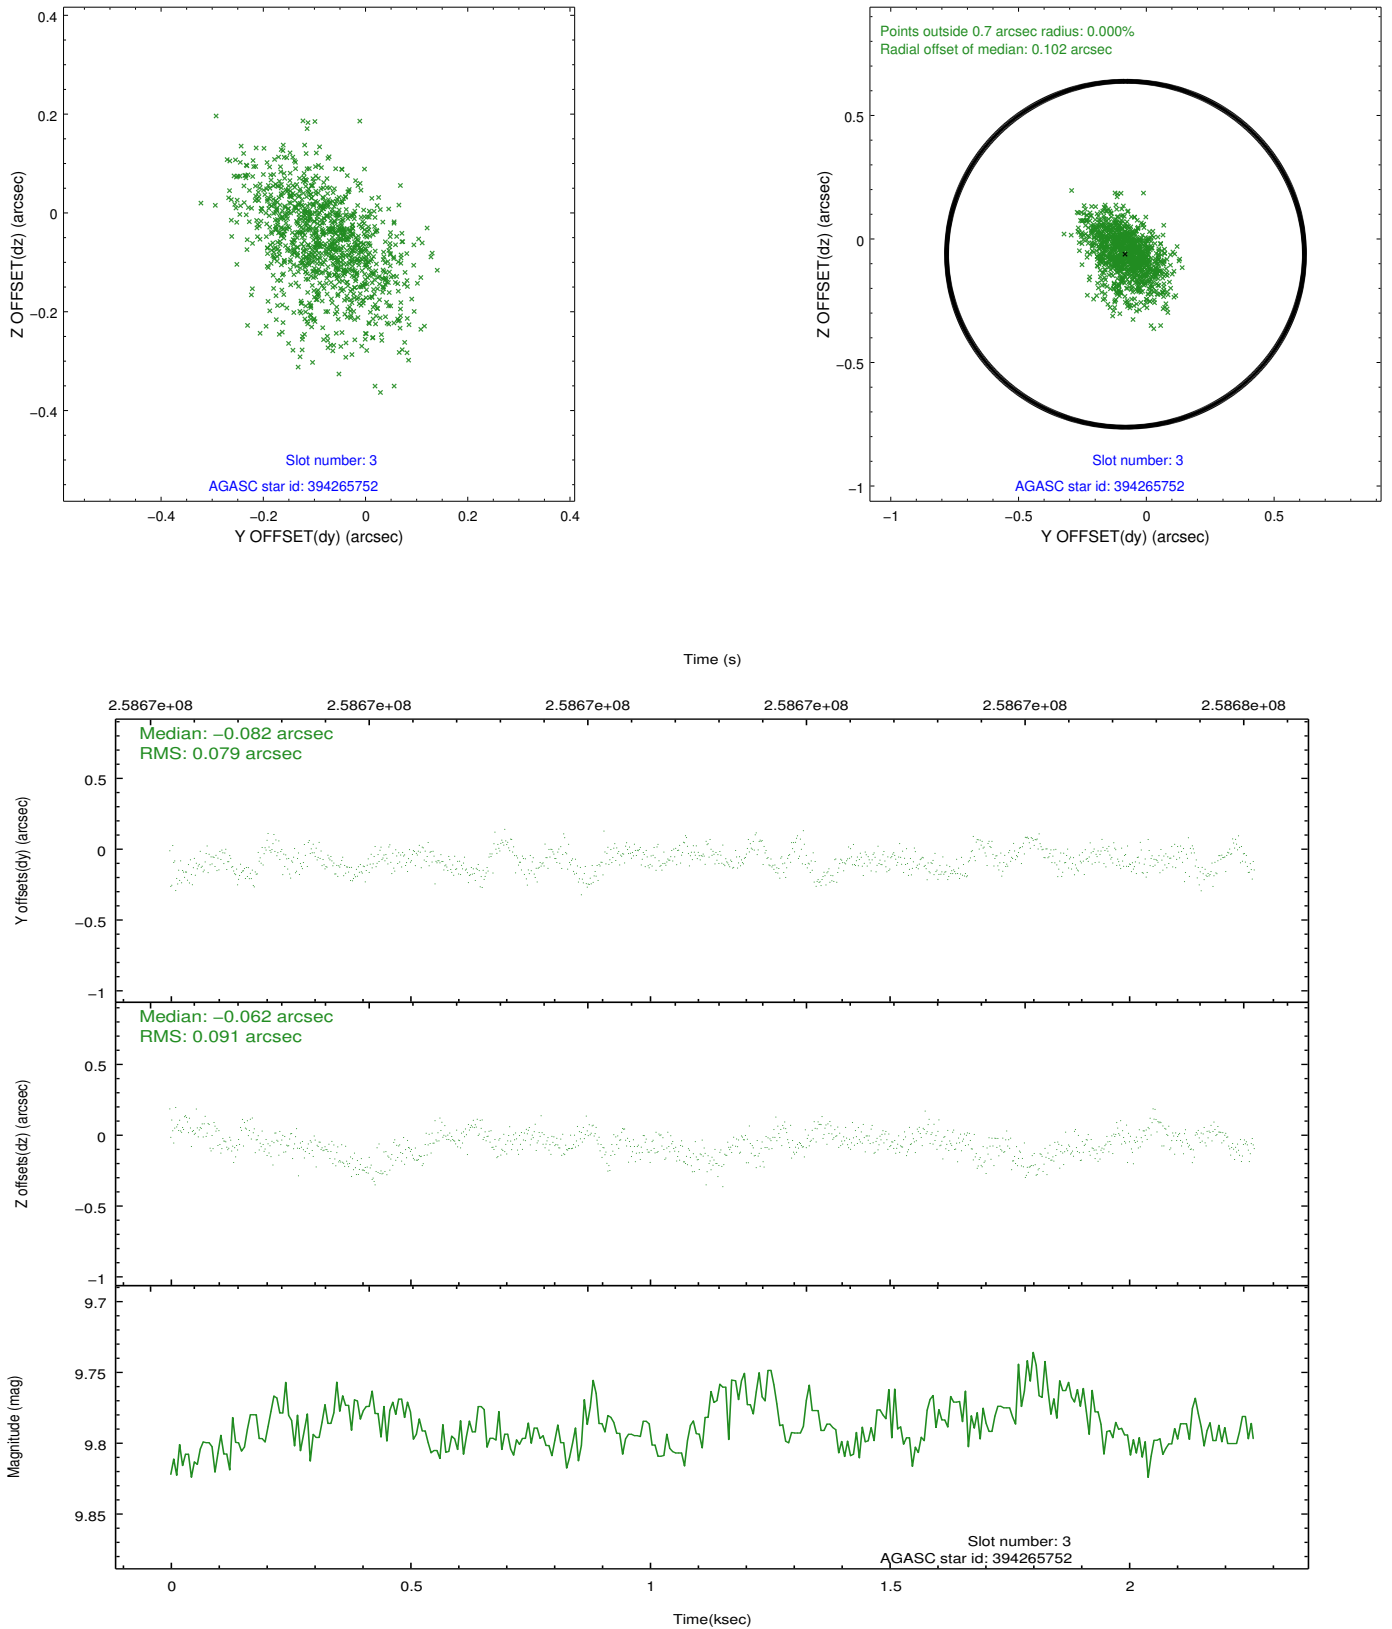 0.4
0.2
0
−0.2
−0.4
Z OFFSET(dz) (arcsec)
Slot number: 3
AGASC star id: 394265752
−0.4
−0.2
0
0.2
0.4
Y OFFSET(dy) (arcsec)
Points outside 0.7 arcsec radius: 0.000%
Radial offset of median: 0.102 arcsec
0.5
0
−0.5
−1
Z OFFSET(dz) (arcsec)
Slot number: 3
AGASC star id: 394265752
−1
−0.5
0
0.5
Y OFFSET(dy) (arcsec)
Time (s)
2.5867e+08
2.5867e+08
2.5867e+08
2.5867e+08
2.5867e+08
2.5868e+08
Median: −0.082 arcsec
RMS: 0.079 arcsec
0.5
0
−0.5
−1
Y offsets(dy) (arcsec)
Median: −0.062 arcsec
RMS: 0.091 arcsec
0.5
0
−0.5
−1
Z offsets(dz) (arcsec)
9.7
9.75
9.8
9.85
Magnitude (mag)
Slot number: 3
AGASC star id: 394265752
0
0.5
1
1.5
2
Time(ksec)